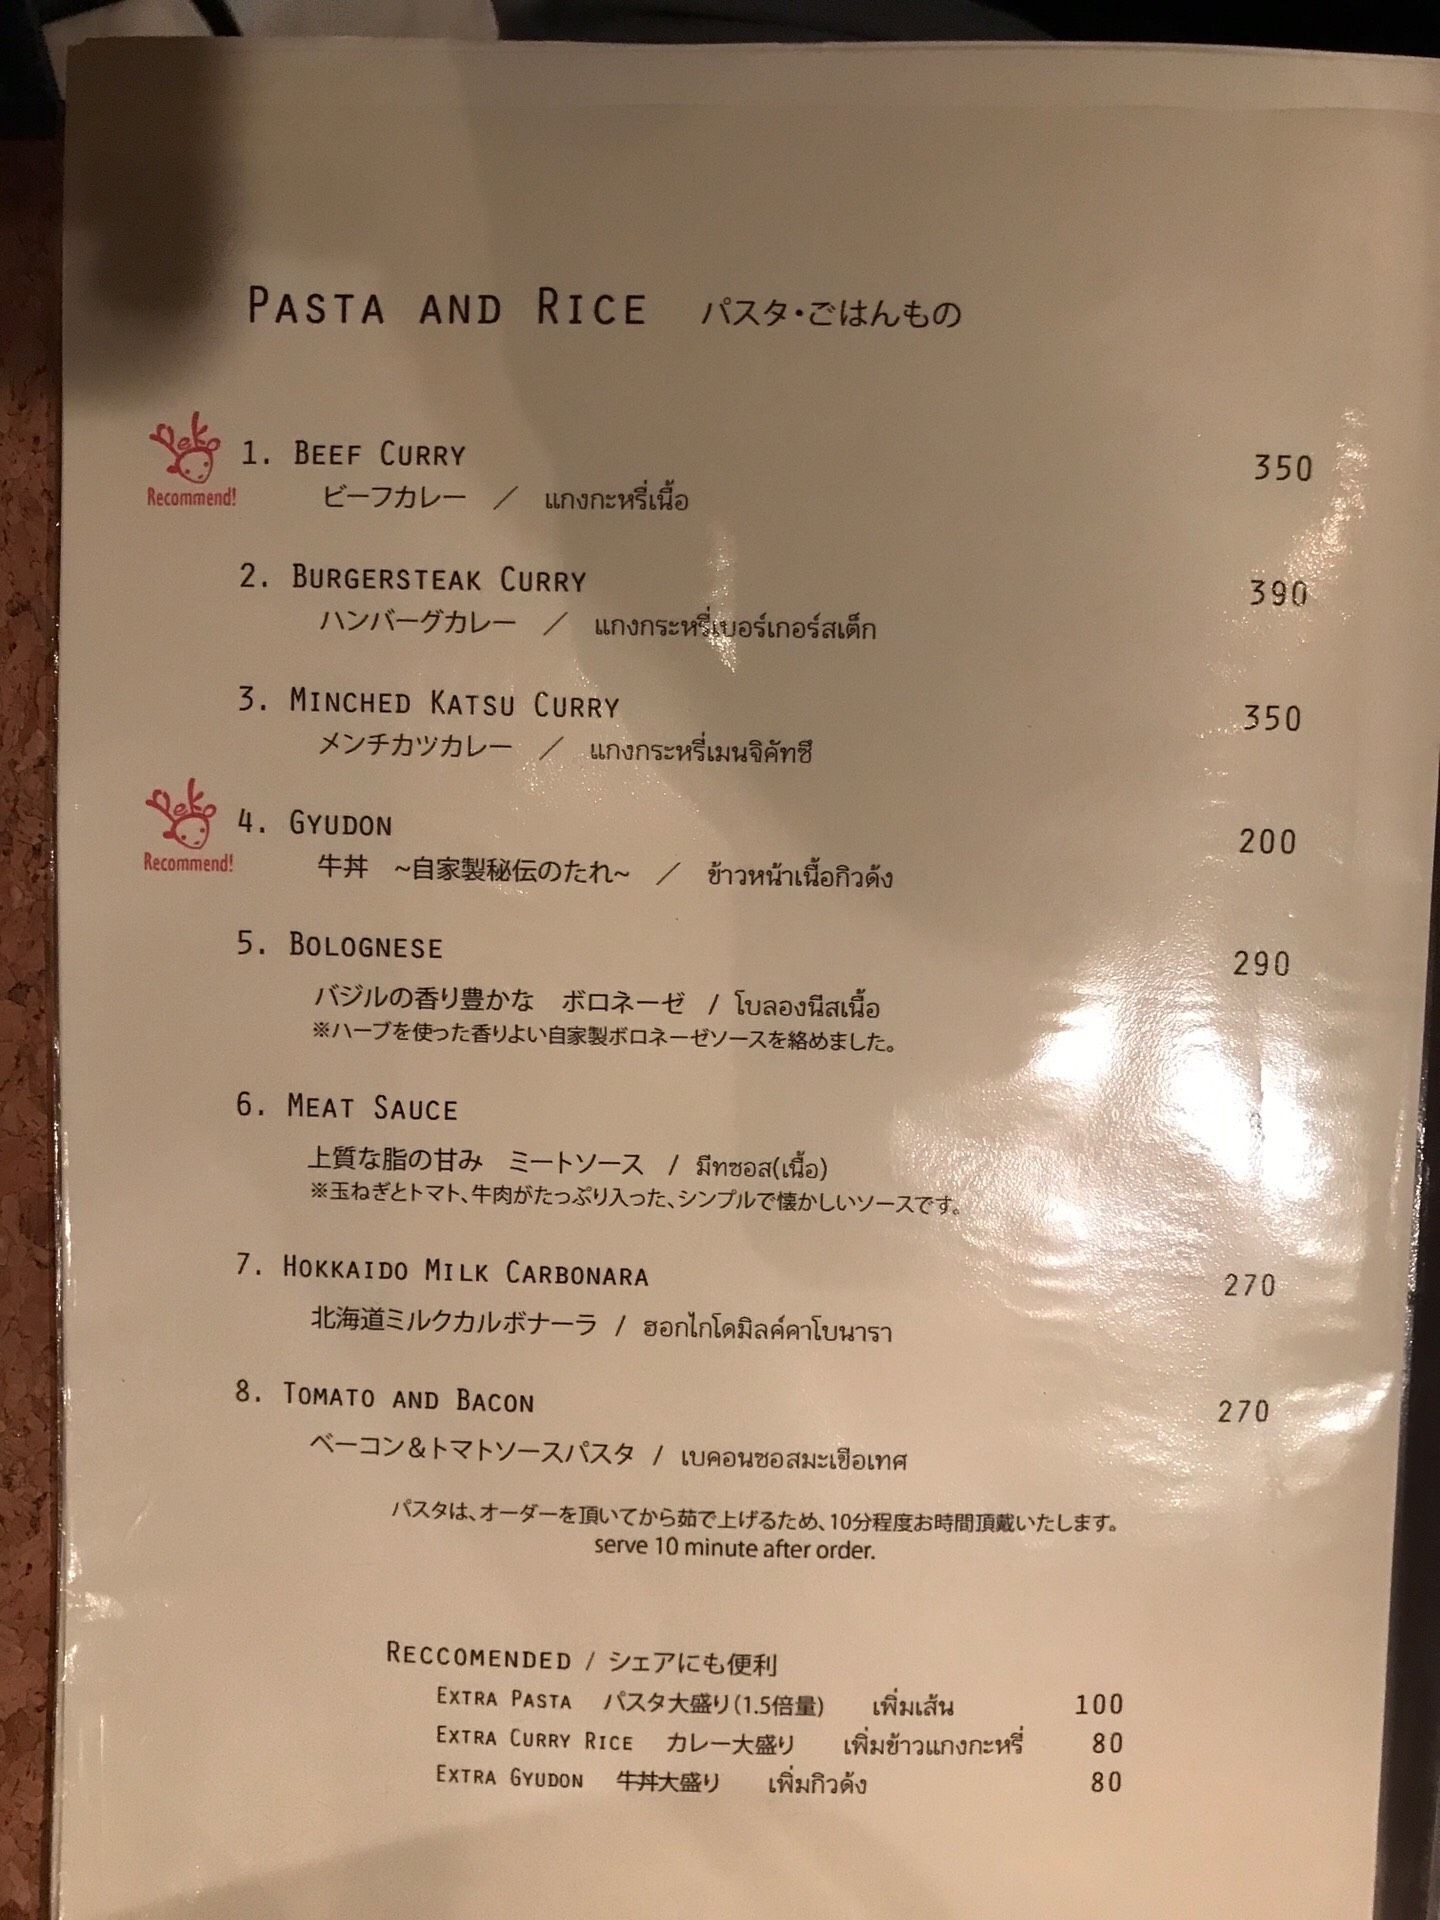 PASTA AND RICE パスタ・ごはんもの
Peko
Recommend!
1. BEEF CURRY 350
ビーフカレー / แกงกะหรี่เนื้อ
2. BURGERSTEAK CURRY 390
ハンバーグカレー / แกงกระหรี่เบอร์เกอร์สเต็ก
3. MINCHED KATSU CURRY 350
メンチカツカレー / แกงกระหรี่เมนจิคัทซึ
Peko
Recommend!
4. GYUDON 200
牛丼 ~自家製秘伝のたれ~ / ข้าวหน้าเนื้อกิวด้ง
5. BOLOGNESE 290
バジルの香り豊かな ボロネーゼ / โบลองนีสเนื้อ
※ハーブを使った香りよい自家製ボロネーゼソースを絡めました。
6. MEAT SAUCE
上質な脂の甘み ミートソース / มีทซอส(เนื้อ)
※玉ねぎとトマト、牛肉がたっぷり入った、シンプルで懐かしいソースです。
7. HOKKAIDO MILK CARBONARA 270
北海道ミルクカルボナーラ / ฮอกไกโดมิลค์คาโบนารา
8. TOMATO AND BACON 270
ベーコン&トマトソースパスタ / เบคอนซอสมะเขือเทศ
パスタは、オーダーを頂いてから茹で上げるため、10分程度お時間頂戴いたします。
serve 10 minute after order.
RECCOMENDED / シェアにも便利
EXTRA PASTA パスタ大盛り(1.5倍量) เพิ่มเส้น 100
EXTRA CURRY RICE カレー大盛り เพิ่มข้าวแกงกะหรี่ 80
EXTRA GYUDON 牛丼大盛り เพิ่มกิวด้ง 80